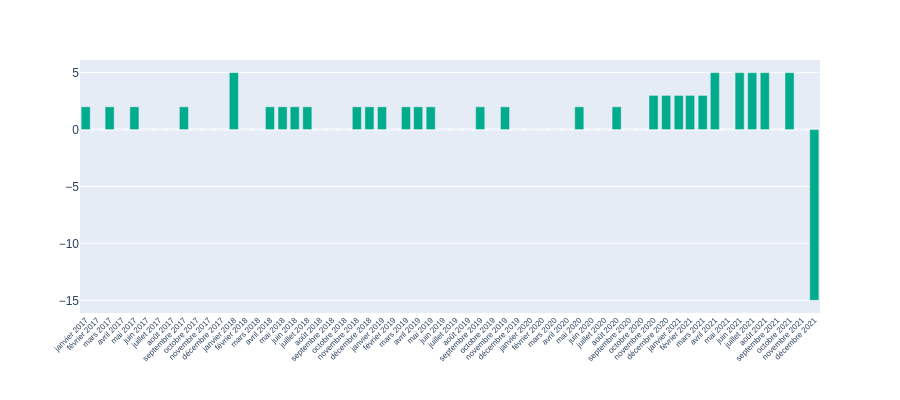 5
0
−5
−10
−15
janvier 2017
février 2017
mars 2017
avril 2017
mai 2017
juin 2017
juillet 2017
août 2017
septembre 2017
octobre 2017
novembre 2017
décembre 2017
janvier 2018
février 2018
mars 2018
avril 2018
mai 2018
juin 2018
juillet 2018
août 2018
septembre 2018
octobre 2018
novembre 2018
décembre 2018
janvier 2019
février 2019
mars 2019
avril 2019
mai 2019
juin 2019
juillet 2019
août 2019
septembre 2019
octobre 2019
novembre 2019
décembre 2019
janvier 2020
février 2020
mars 2020
avril 2020
mai 2020
juin 2020
juillet 2020
août 2020
septembre 2020
octobre 2020
novembre 2020
décembre 2020
janvier 2021
février 2021
mars 2021
avril 2021
mai 2021
juin 2021
juillet 2021
août 2021
septembre 2021
octobre 2021
novembre 2021
décembre 2021